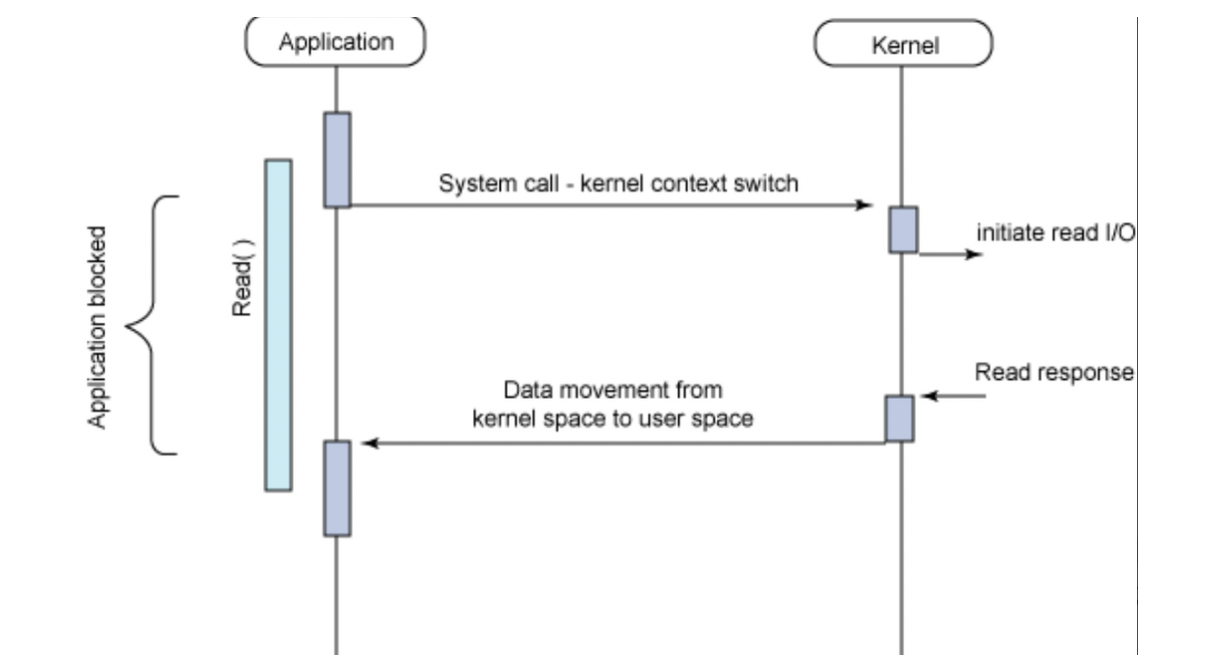 Application
Kernel
System call - kernel context switch
initiate read I/O
Application blocked
Read( )
Read response
Data movement from
kernel space to user space